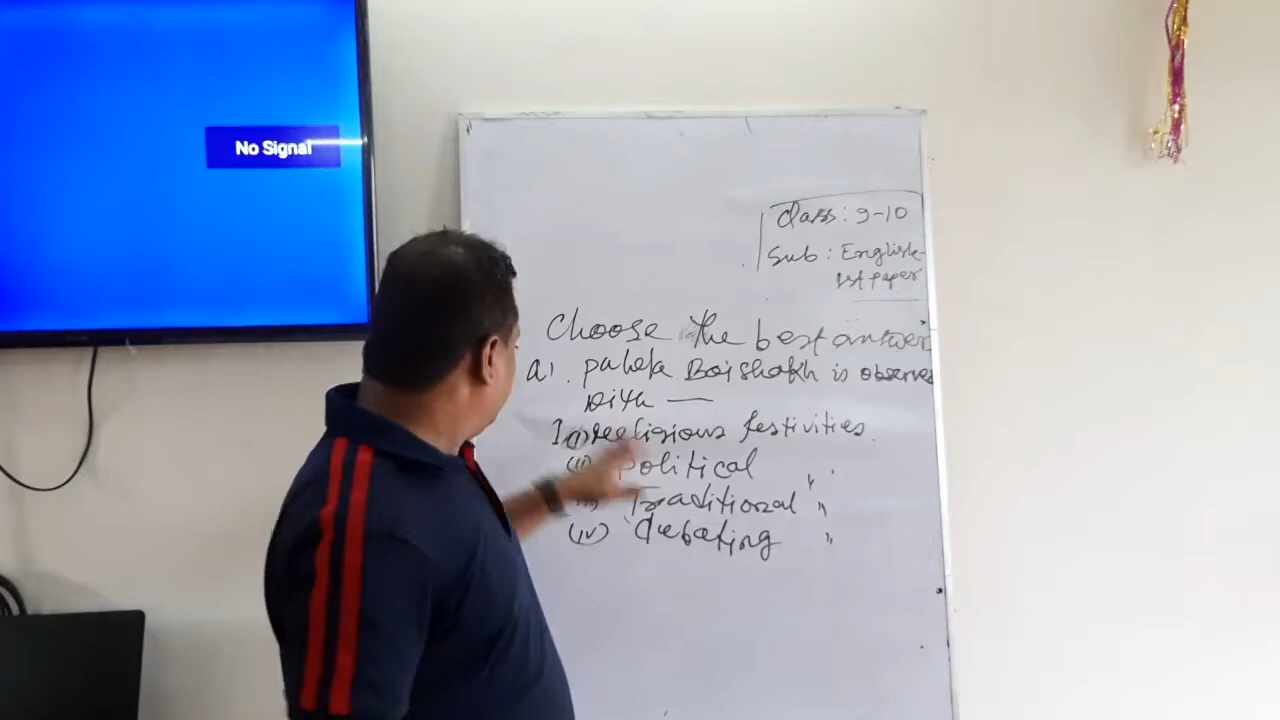 No Signal
Class: 9-10
Sub: English-
1st paper
Choose the best answer
a). pahela Boishakh is observed
with —
(i) religious festivities.
political "
Traditional "
(iv) debating "